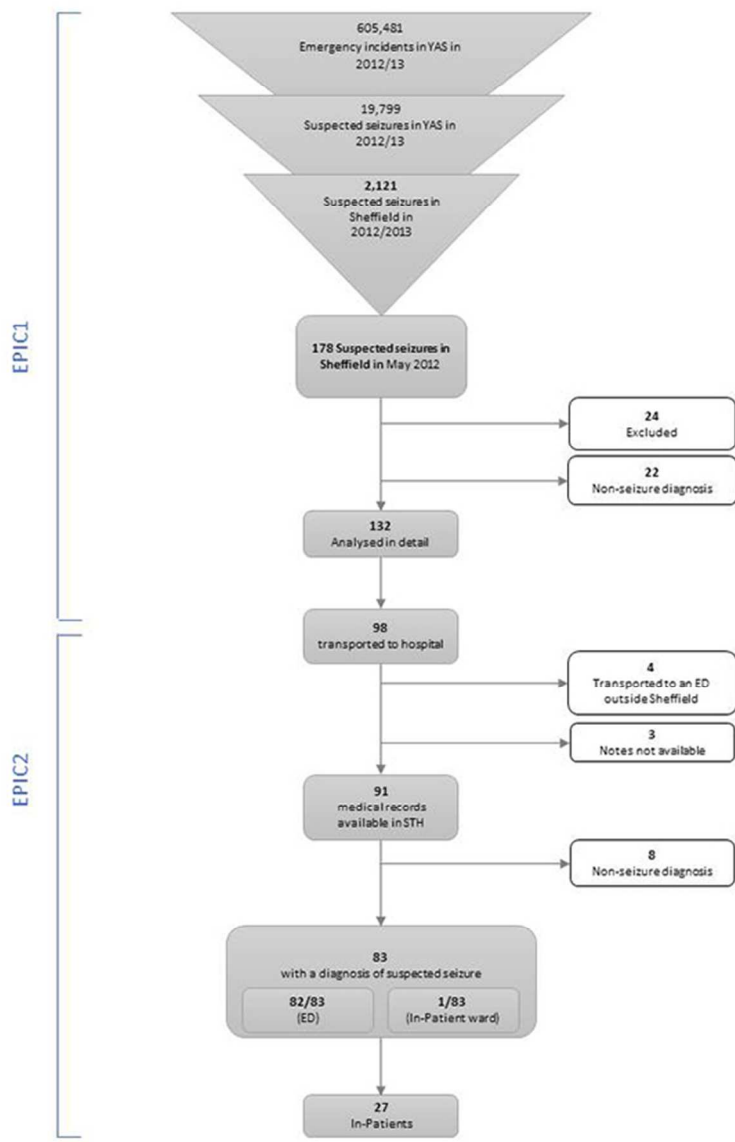 605,481
Emergency incidents in YAS in
2012/13
19,799
Suspected seizures in YAS in
2012/13
2,121
Suspected seizures in
Sheffield in
2012/2013
EPIC1
178 Suspected seizures in
Sheffield in May 2012
24
Excluded
22
Non-seizure diagnosis
132
Analysed in detail
98
transported to hospital
4
Transported to an ED
outside Sheffield
3
Notes not available
EPIC2
91
medical records
available in STH
8
Non-seizure diagnosis
83
with a diagnosis of suspected seizure
82/83
(ED)
1/83
(In-Patient ward)
27
In-Patients